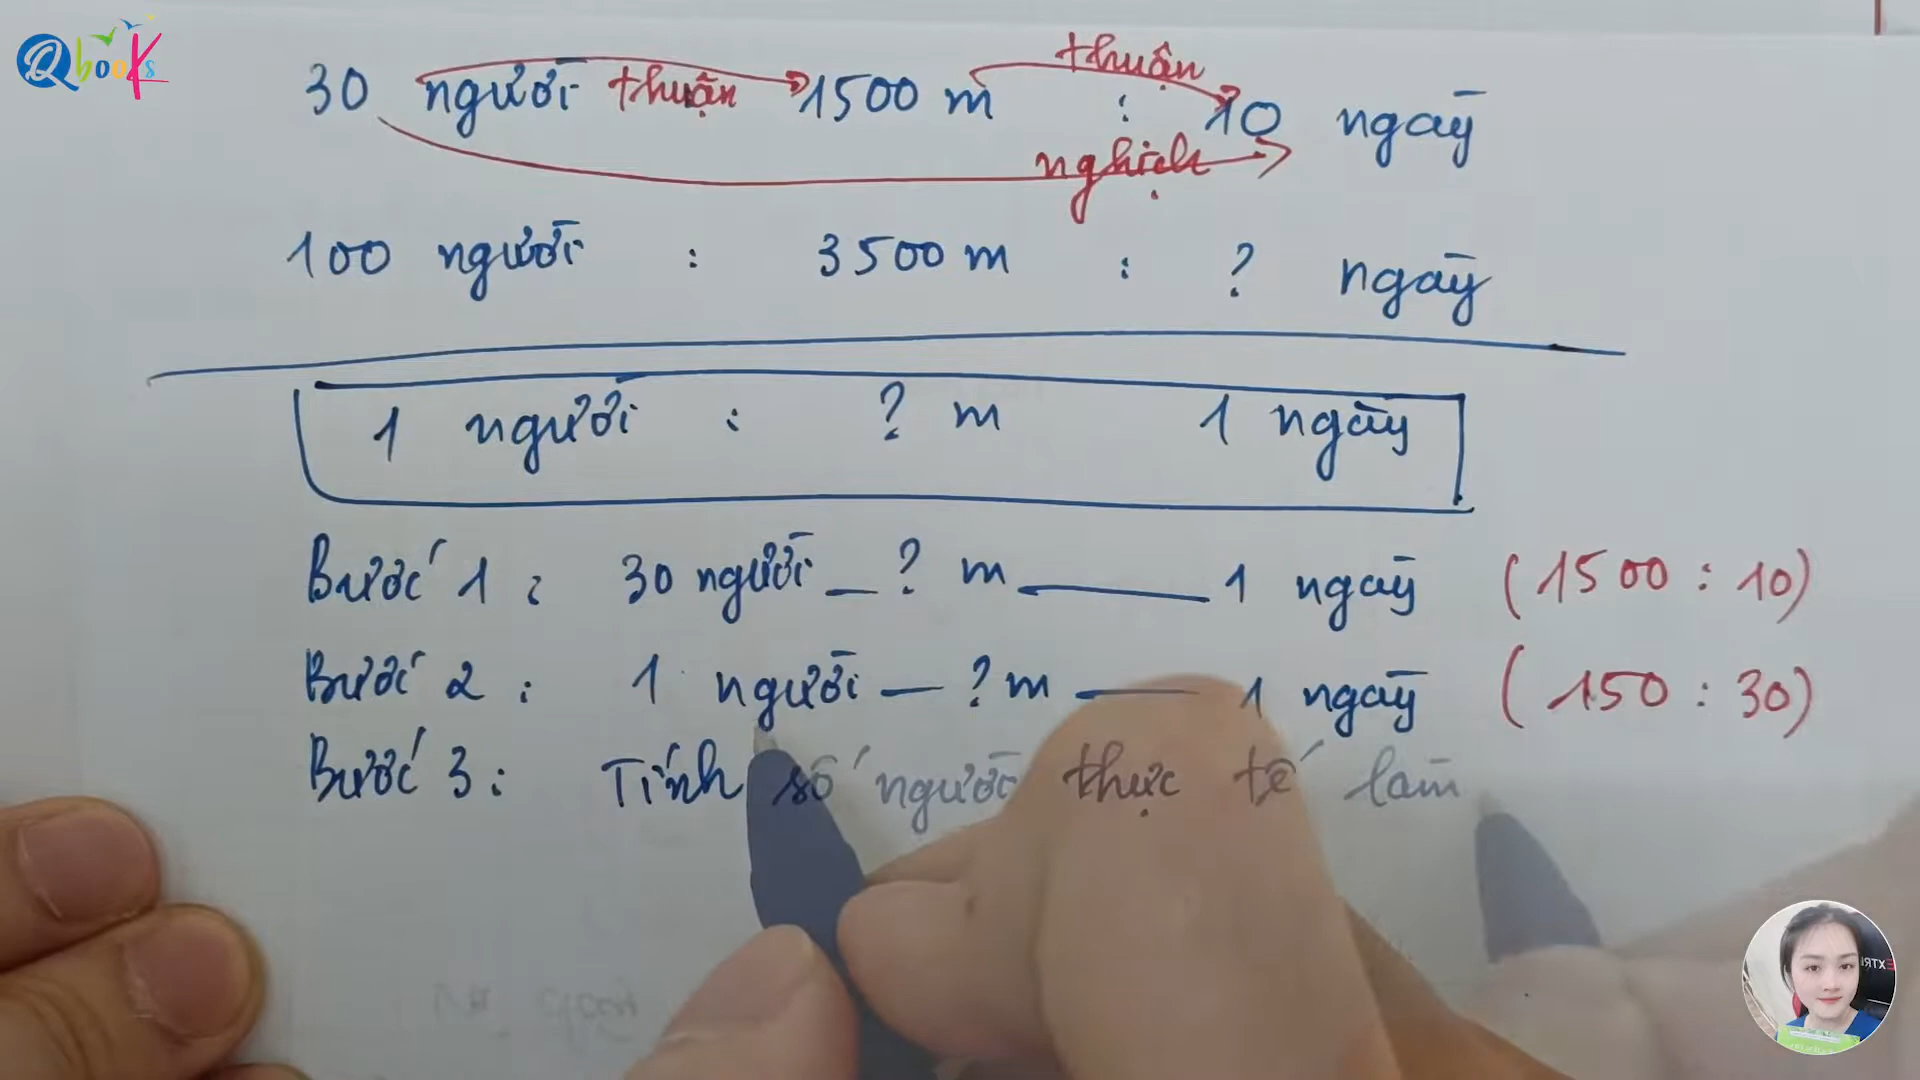 Qbooks
30 người thuận 1500 m thuận : 10 ngày
nghịch
100 người : 3500 m : ? ngày
1 người : ? m 1 ngày
Bước 1 : 30 người — ? m — 1 ngày (1500 : 10)
Bước 2 : 1 người — ? m — 1 ngày (150 : 30)
Bước 3 : Tính số người thực tế làm